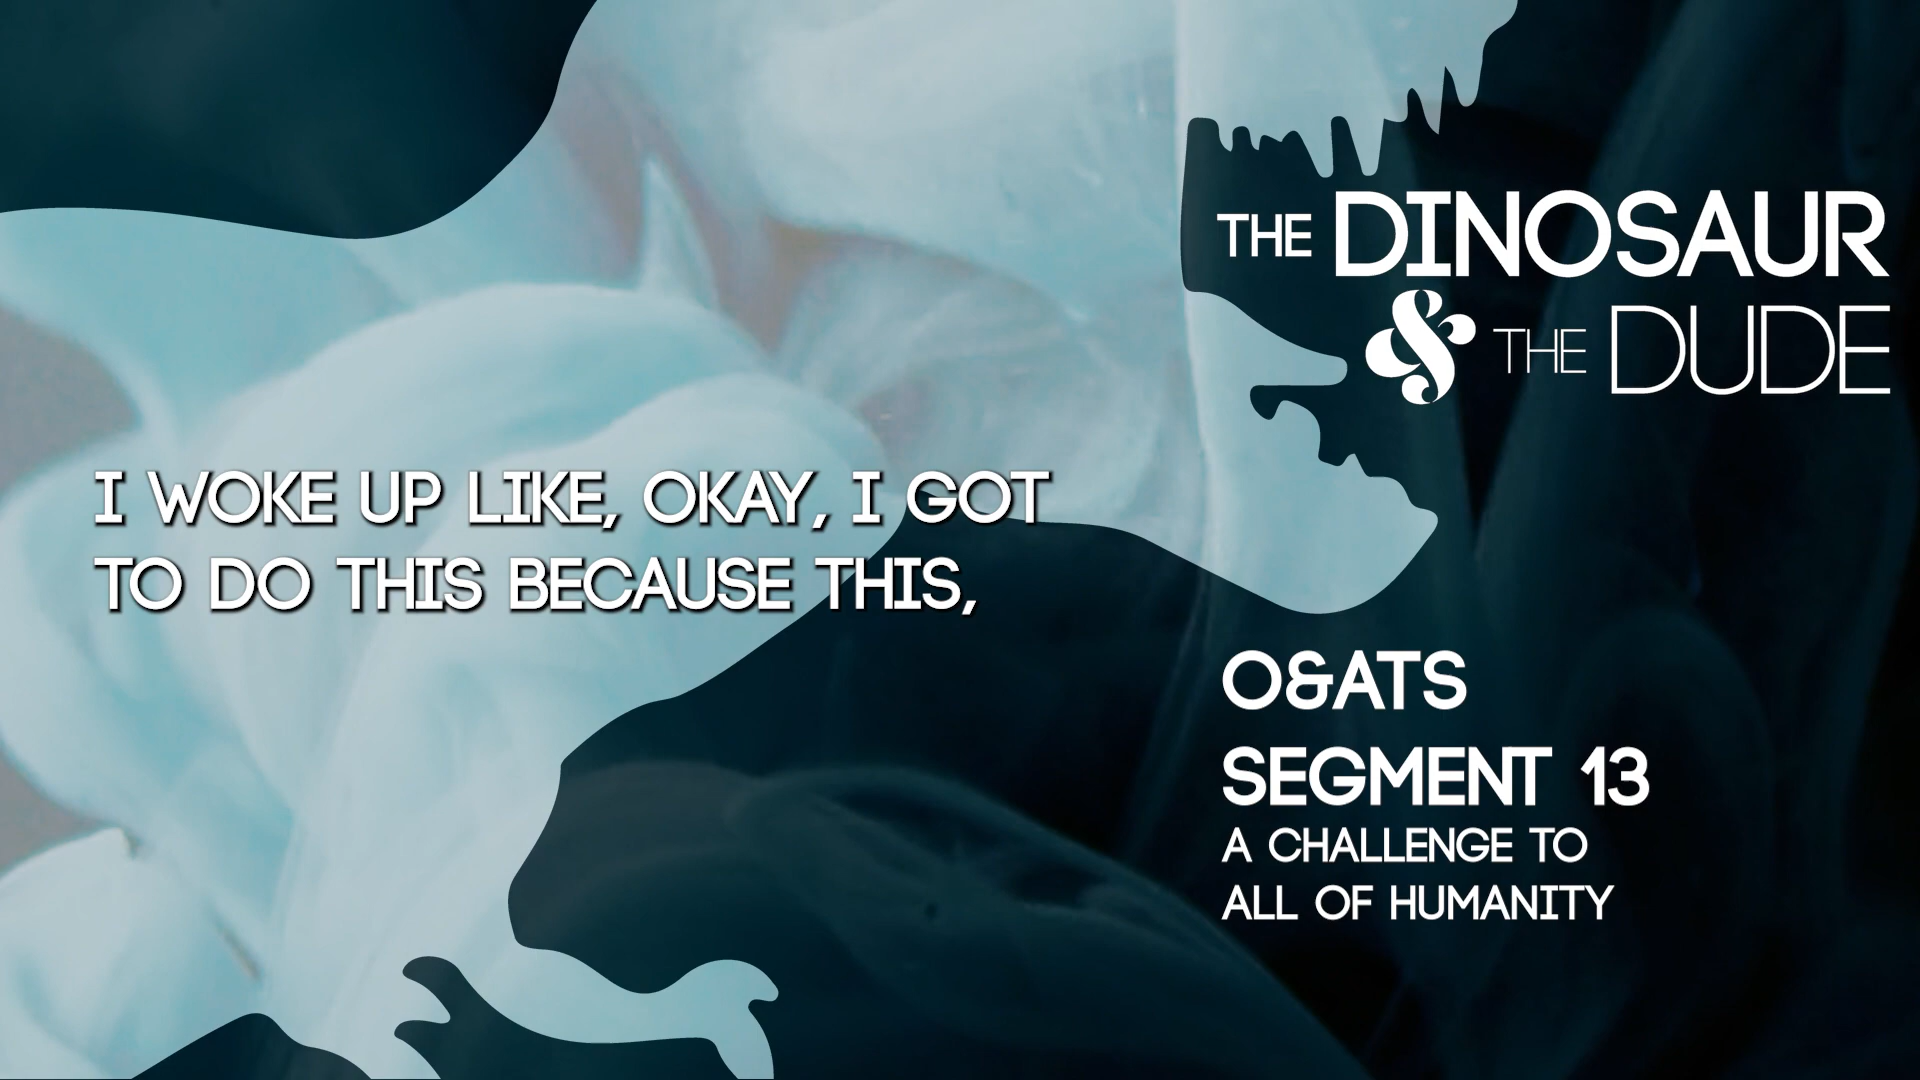 THE DINOSAUR
& THE DUDE
I WOKE UP LIKE, OKAY, I GOT
TO DO THIS BECAUSE THIS,
O&ATS
SEGMENT 13
A CHALLENGE TO
ALL OF HUMANITY